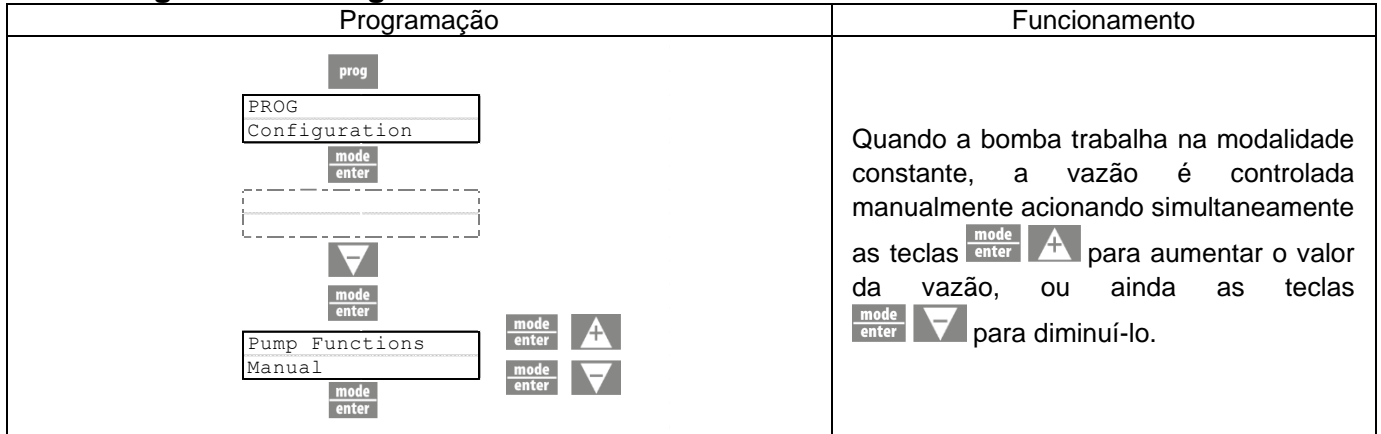 Programação
Funcionamento
prog
PROG
Configuration
mode
enter
mode
enter
Pump Functions
Manual
mode
enter
mode
enter
mode
enter
Quando a bomba trabalha na modalidade
constante, a vazão é controlada
manualmente acionando simultaneamente
as teclas mode enter + para aumentar o valor
da vazão, ou ainda as teclas
mode enter − para diminuí-lo.